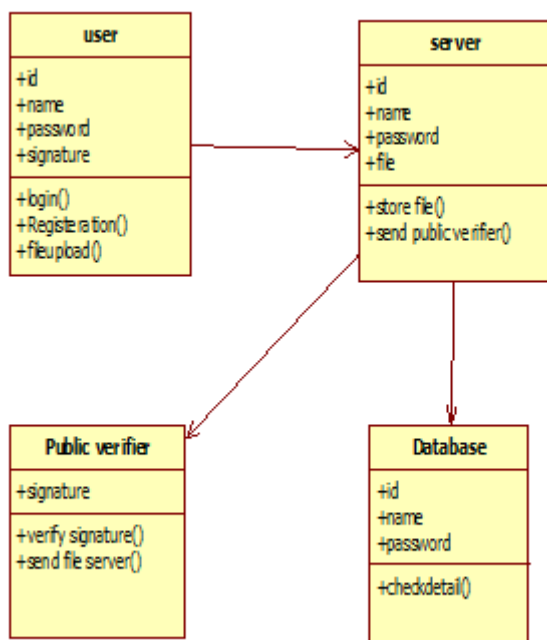 user
+id
+name
+password
+signature
+login()
+Registeration()
+fileupload()
server
+id
+name
+password
+file
+store file()
+send public verifier()
Public verifier
+signature
+verify signature()
+send file server()
Database
+id
+name
+password
+checkdetail()